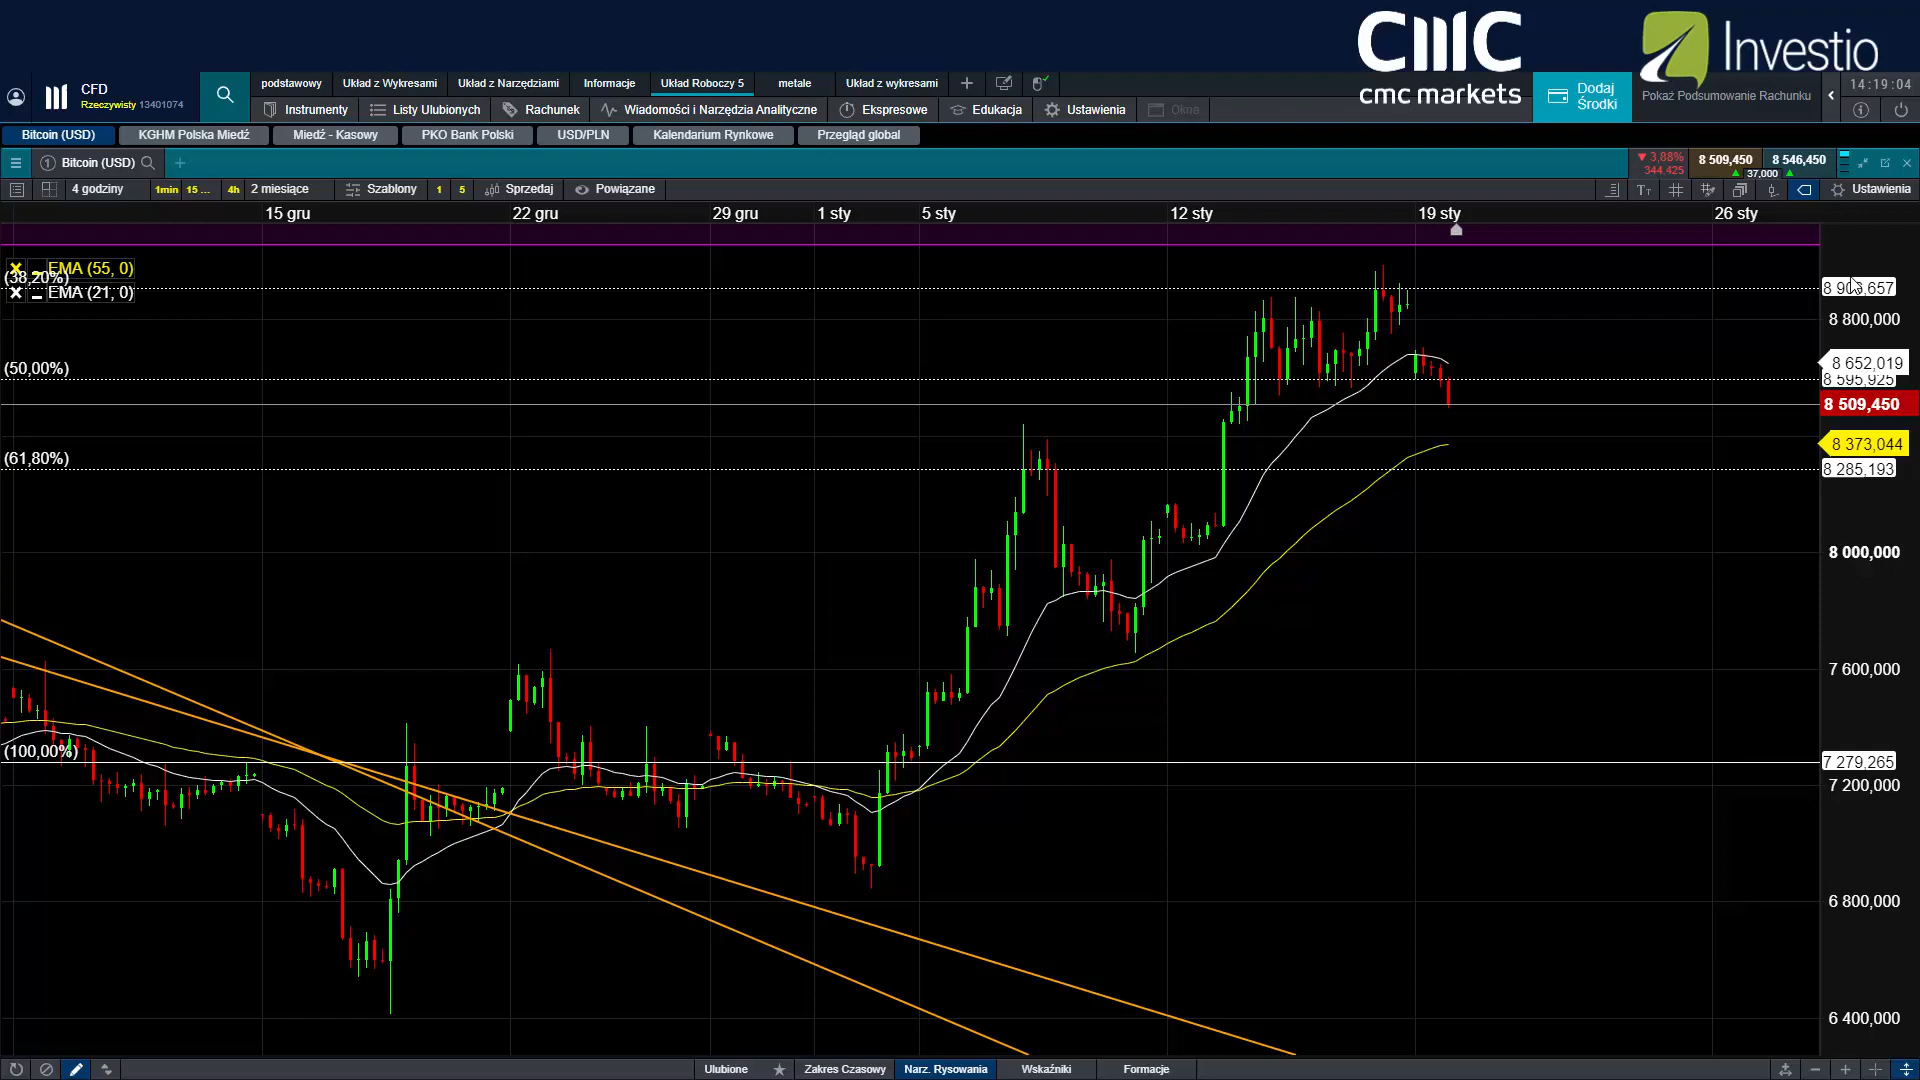 CMC
cmc markets
Investio
CFD
Rzeczywisty 13401074
podstawowy
Układ z Wykresami
Układ z Narzędziami
Informacje
Układ Roboczy 5
metale
Układ z wykresami
Instrumenty
Listy Ulubionych
Rachunek
Wiadomości i Narzędzia Analityczne
Ekspresowe
Edukacja
Ustawienia
Okna
Dodaj
Środki
Pokaż Podsumowanie Rachunku
14:19:04
Bitcoin (USD)
KGHM Polska Miedź
Miedź - Kasowy
PKO Bank Polski
USD/PLN
Kalendarium Rynkowe
Przegląd global
1 Bitcoin (USD)
3,88%
344.425
8 509,450
8 546,450
37,000
4 godziny
1min
15 ...
4h
2 miesiące
Szablony
1
5
Sprzedaj
Powiązane
Ustawienia
15 gru
22 gru
29 gru
1 sty
5 sty
12 sty
19 sty
26 sty
EMA (55, 0)
(38,20%)
EMA (21, 0)
8 800,000
(50,00%)
8 652,019
8 595,925
8 509,450
8 373,044
(61,80%)
8 285,193
8 000,000
7 600,000
(100,00%)
7 279,265
7 200,000
6 800,000
6 400,000
Ulubione
Zakres Czasowy
Narz. Rysowania
Wskaźniki
Formacje